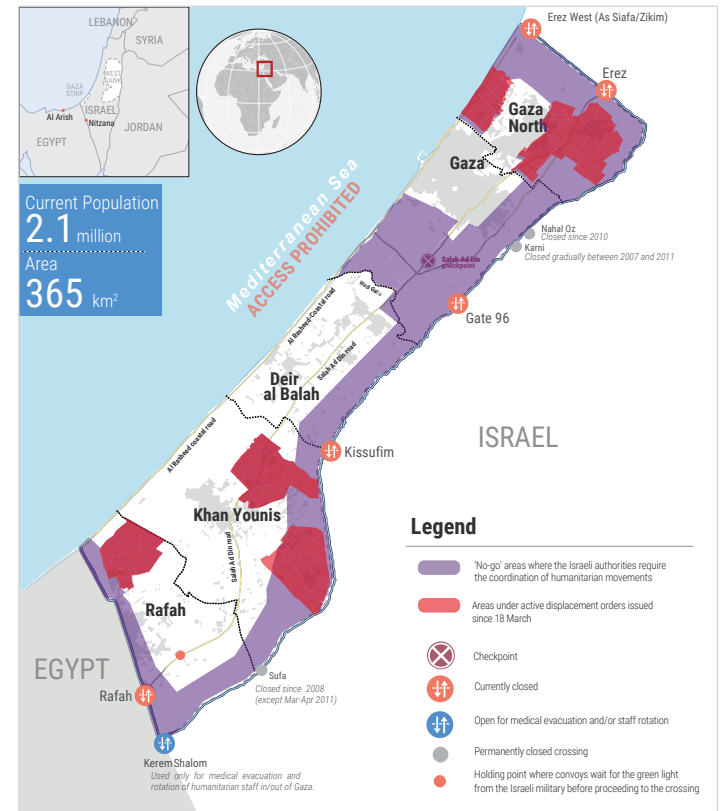 LEBANON
SYRIA
WEST
BANK
GAZA
STRIP
ISRAEL
Al Arish
Nitzana
JORDAN
EGYPT
Current Population
2.1 million
Area
365 km²
Mediterranean Sea
ACCESS PROHIBITED
Erez West (As Siafa/Zikim)
Erez
Gaza
North
Gaza
Nahal Oz
Closed since 2010
Karni
Closed gradually between 2007 and 2011
Salah Ad Din
checkpoint
Gate 96
Wadi Gaza
Al Rasheed-Coastal road
Salah Ad Din road
Deir
al Balah
Al Rasheed coastal road
Kissufim
ISRAEL
Khan Younis
Salah Ad Din road
Rafah
EGYPT
Rafah
Sufa
Closed since 2008
(except Mar-Apr 2011)
Kerem Shalom
Used only for medical evacuation and
rotation of humanitarian staff in/out of Gaza.
Legend
'No-go' areas where the Israeli authorities require
the coordination of humanitarian movements
Areas under active displacement orders issued
since 18 March
Checkpoint
Currently closed
Open for medical evacuation and/or staff rotation
Permanently closed crossing
Holding point where convoys wait for the green light
from the Israeli military before proceeding to the crossing